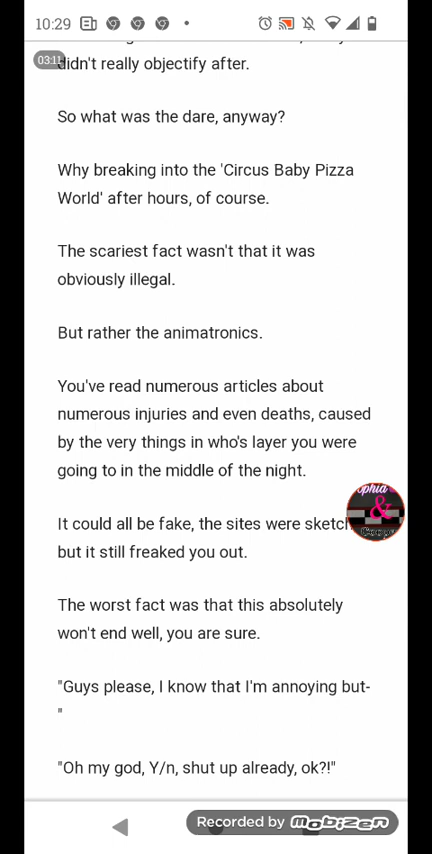 10:29
03:11
didn't really objectify after.
So what was the dare, anyway?
Why breaking into the 'Circus Baby Pizza
World' after hours, of course.
The scariest fact wasn't that it was
obviously illegal.
But rather the animatronics.
You've read numerous articles about
numerous injuries and even deaths, caused
by the very things in who's layer you were
going to in the middle of the night.
It could all be fake, the sites were sketch
but it still freaked you out.
The worst fact was that this absolutely
won't end well, you are sure.
"Guys please, I know that I'm annoying but-
"
"Oh my god, Y/n, shut up already, ok?!"
Recorded by Mobizen